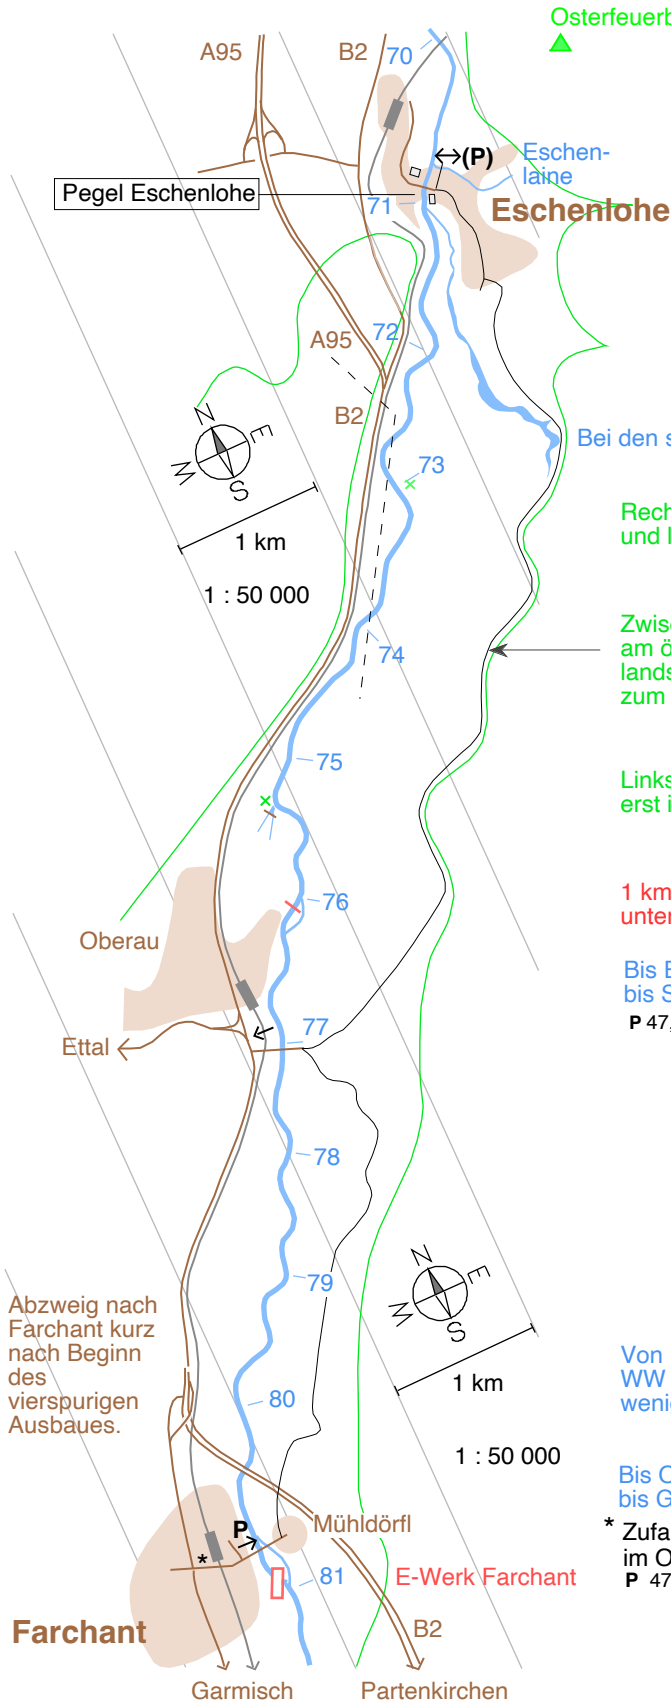 Osterfeuerb
A95
B2
70
(P)
Eschen-
laine
Pegel Eschenlohe
71
Eschenlohe
72
A95
B2
N
E
W
S
73
Bei den s
1 km
1 : 50 000
Rech
und l
Zwisc
am ö
lands
zum
74
75
Links
erst i
76
1 km
unter
Oberau
Bis E
bis S
P 47,
77
Ettal
78
N
E
W
S
79
Abzweig nach
Farchant kurz
nach Beginn
des
vierspurigen
Ausbaues.
Von
WW
wenig
1 km
80
1 : 50 000
Bis O
bis G
P
Mühldörfl
* Zufa
im O
P 47
*
81
E-Werk Farchant
B2
Farchant
Garmisch
Partenkirchen